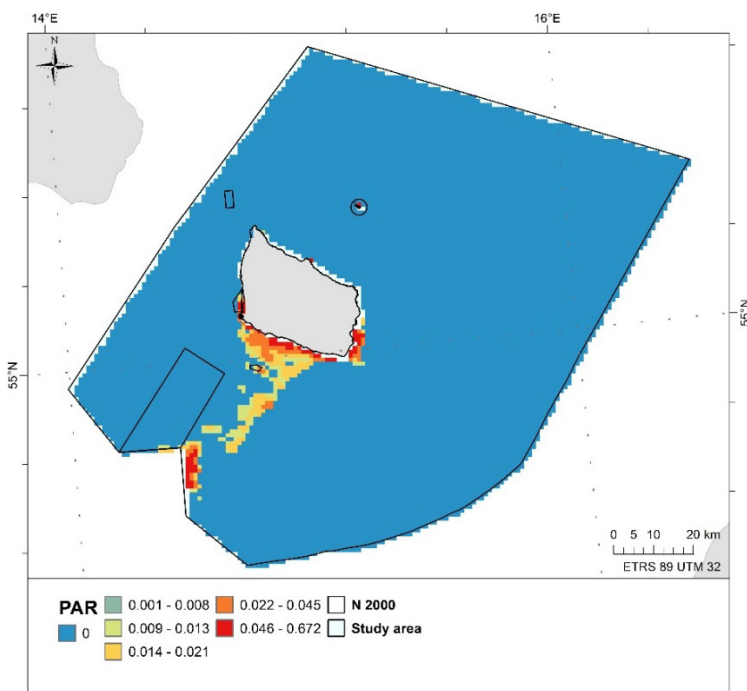 14°E 16°E
N
55°N
55°N
0 5 10 20 km
ETRS 89 UTM 32
PAR
0
0.001 - 0.008
0.009 - 0.013
0.014 - 0.021
0.022 - 0.045
0.046 - 0.672
N 2000
Study area